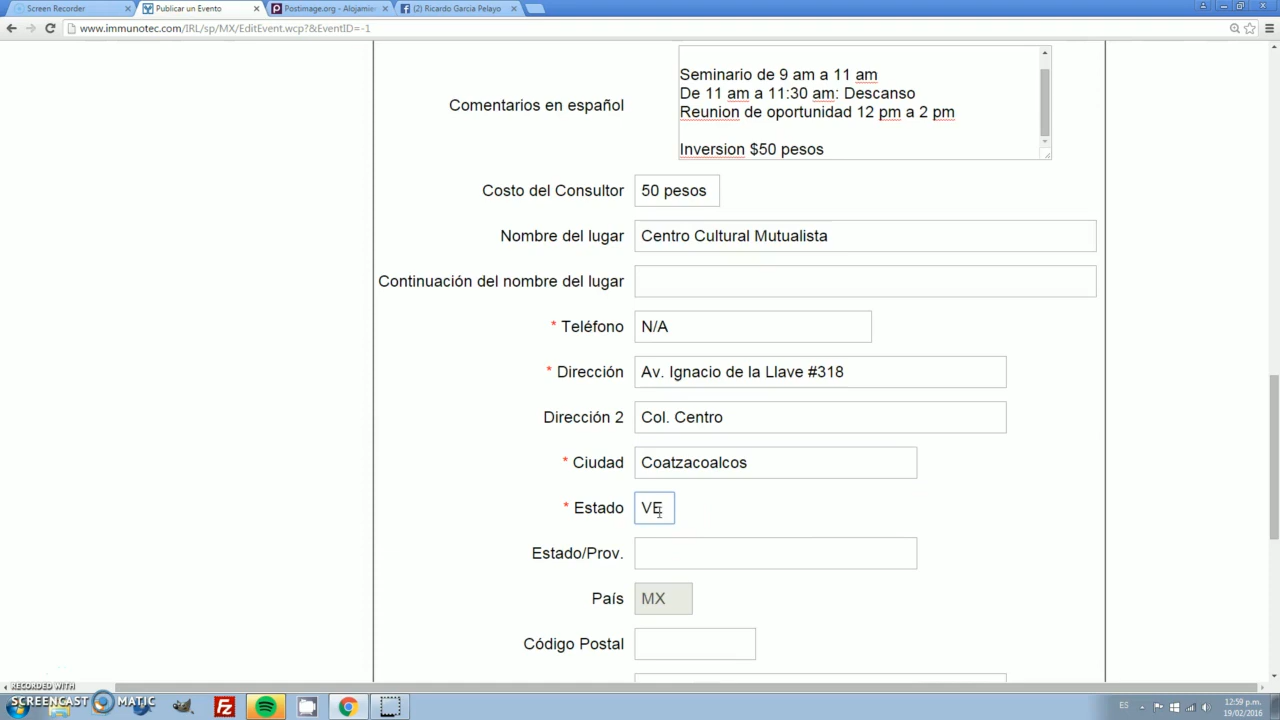 Screen Recorder
Publicar un Evento
Postimage.org - Alojamie
(2) Ricardo Garcia Pelayo
www.immunotec.com/IRL/sp/MX/EditEvent.wcp?&EventID=-1
Comentarios en español
Seminario de 9 am a 11 am
De 11 am a 11:30 am: Descanso
Reunion de oportunidad 12 pm a 2 pm
Inversion $50 pesos
Costo del Consultor 50 pesos
Nombre del lugar Centro Cultural Mutualista
Continuación del nombre del lugar
* Teléfono N/A
* Dirección Av. Ignacio de la Llave #318
Dirección 2 Col. Centro
* Ciudad Coatzacoalcos
* Estado VE
Estado/Prov.
País MX
Código Postal
RECORDED WITH
SCREENCAST MATIC
ES
12:59 p.m.
19/02/2016